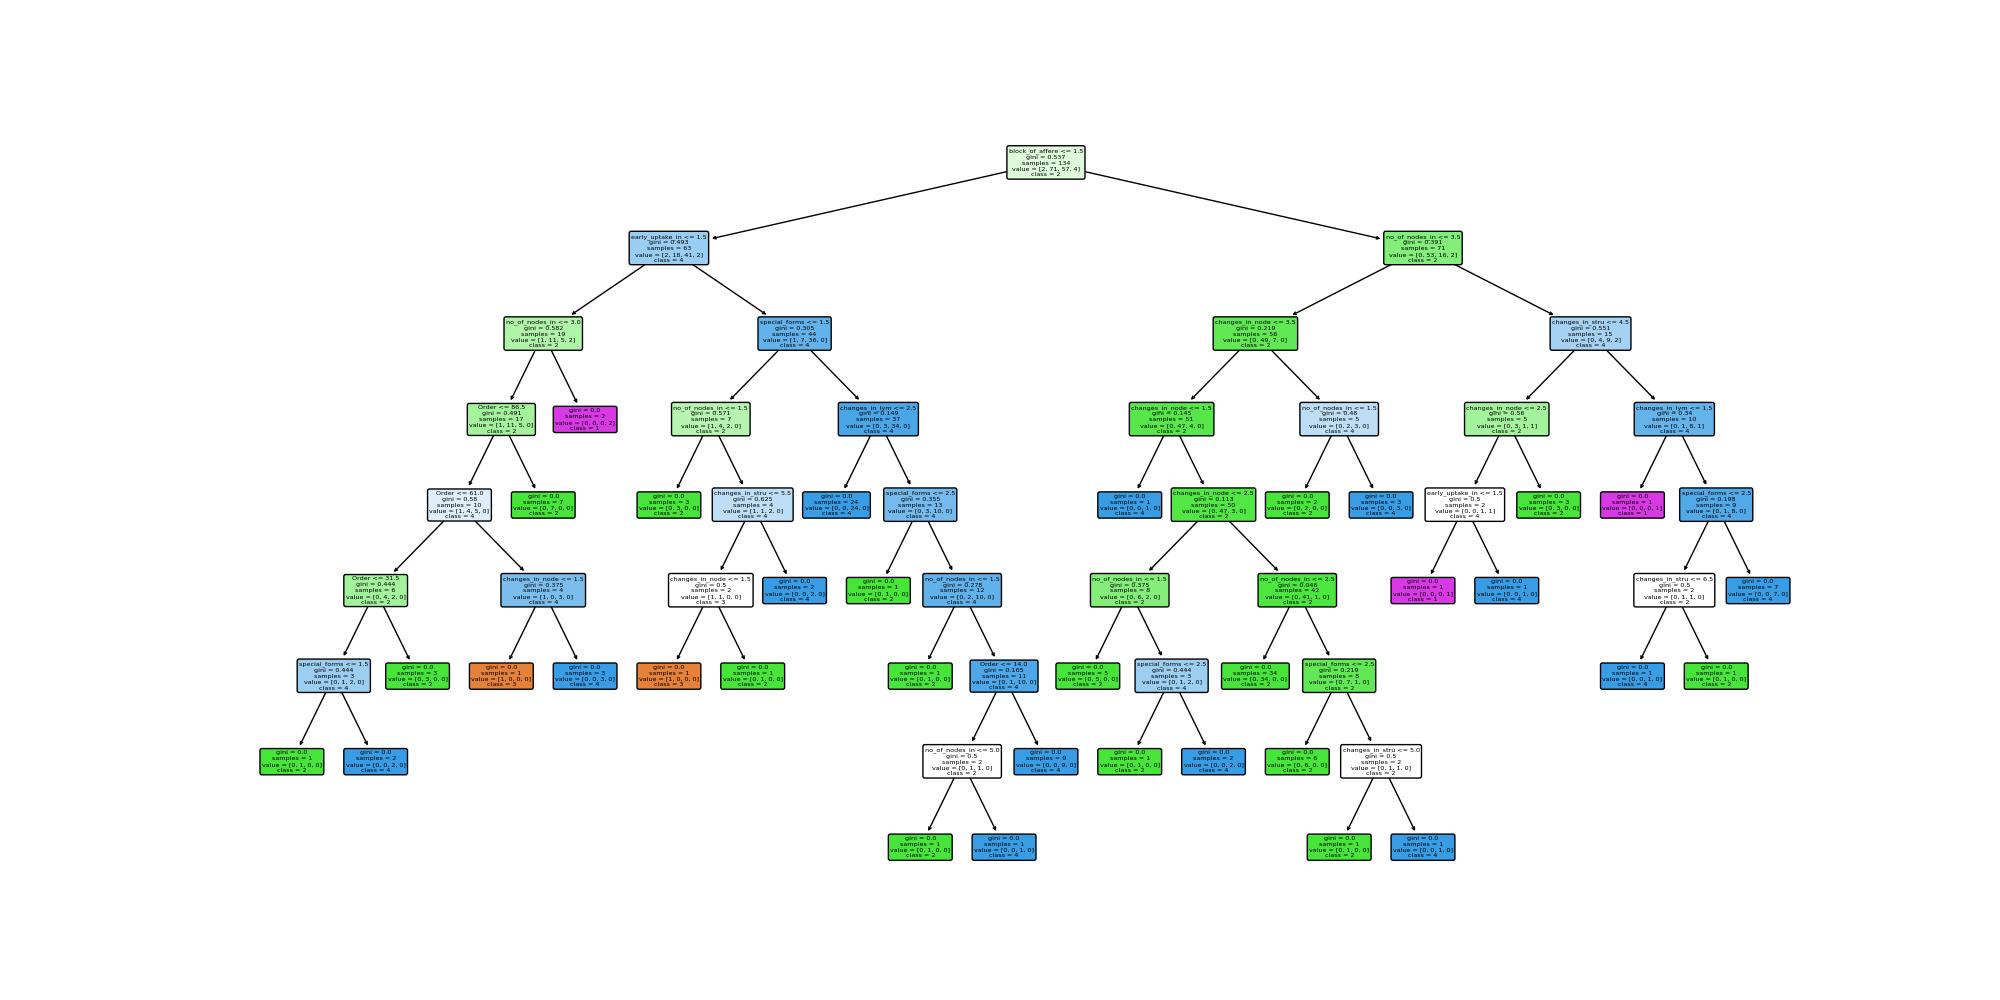 block_of_affere <= 1.5
gini = 0.537
samples = 134
value = [2, 71, 57, 4]
class = 2
early_uptake_in <= 1.5
gini = 0.493
samples = 63
value = [2, 18, 41, 2]
class = 4
no_of_nodes_in <= 3.5
gini = 0.391
samples = 71
value = [0, 53, 16, 2]
class = 2
no_of_nodes_in <= 3.0
gini = 0.582
samples = 19
value = [1, 11, 5, 2]
class = 2
special_forms <= 1.5
gini = 0.305
samples = 44
value = [1, 7, 36, 0]
class = 4
changes_in_node <= 3.5
gini = 0.219
samples = 56
value = [0, 49, 7, 0]
class = 2
changes_in_stru <= 4.5
gini = 0.551
samples = 15
value = [0, 4, 9, 2]
class = 4
Order <= 86.5
gini = 0.491
samples = 17
value = [1, 11, 5, 0]
class = 2
gini = 0.0
samples = 2
value = [0, 0, 0, 2]
class = 1
no_of_nodes_in <= 1.5
gini = 0.571
samples = 7
value = [1, 4, 2, 0]
class = 2
changes_in_lym <= 2.5
gini = 0.149
samples = 37
value = [0, 3, 34, 0]
class = 4
changes_in_node <= 1.5
gini = 0.145
samples = 51
value = [0, 47, 4, 0]
class = 2
no_of_nodes_in <= 1.5
gini = 0.48
samples = 5
value = [0, 2, 3, 0]
class = 4
changes_in_node <= 2.5
gini = 0.56
samples = 5
value = [0, 3, 1, 1]
class = 2
changes_in_lym <= 1.5
gini = 0.34
samples = 10
value = [0, 1, 8, 1]
class = 4
Order <= 61.0
gini = 0.58
samples = 10
value = [1, 4, 5, 0]
class = 4
gini = 0.0
samples = 7
value = [0, 7, 0, 0]
class = 2
gini = 0.0
samples = 3
value = [0, 3, 0, 0]
class = 2
changes_in_stru <= 5.5
gini = 0.625
samples = 4
value = [1, 1, 2, 0]
class = 4
gini = 0.0
samples = 24
value = [0, 0, 24, 0]
class = 4
special_forms <= 2.5
gini = 0.355
samples = 13
value = [0, 3, 10, 0]
class = 4
gini = 0.0
samples = 1
value = [0, 0, 1, 0]
class = 4
changes_in_node <= 2.5
gini = 0.113
samples = 50
value = [0, 47, 3, 0]
class = 2
gini = 0.0
samples = 2
value = [0, 2, 0, 0]
class = 2
gini = 0.0
samples = 3
value = [0, 0, 3, 0]
class = 4
early_uptake_in <= 1.5
gini = 0.5
samples = 2
value = [0, 0, 1, 1]
class = 4
gini = 0.0
samples = 3
value = [0, 3, 0, 0]
class = 2
gini = 0.0
samples = 1
value = [0, 0, 0, 1]
class = 1
special_forms <= 2.5
gini = 0.198
samples = 9
value = [0, 1, 8, 0]
class = 4
Order <= 31.5
gini = 0.444
samples = 6
value = [0, 4, 2, 0]
class = 2
changes_in_node <= 1.5
gini = 0.375
samples = 4
value = [1, 0, 3, 0]
class = 4
changes_in_node <= 1.5
gini = 0.5
samples = 2
value = [1, 1, 0, 0]
class = 3
gini = 0.0
samples = 2
value = [0, 0, 2, 0]
class = 4
gini = 0.0
samples = 1
value = [0, 1, 0, 0]
class = 2
no_of_nodes_in <= 1.5
gini = 0.278
samples = 12
value = [0, 2, 10, 0]
class = 4
no_of_nodes_in <= 1.5
gini = 0.375
samples = 8
value = [0, 6, 2, 0]
class = 2
no_of_nodes_in <= 2.5
gini = 0.046
samples = 42
value = [0, 41, 1, 0]
class = 2
gini = 0.0
samples = 1
value = [0, 0, 0, 1]
class = 1
gini = 0.0
samples = 1
value = [0, 0, 1, 0]
class = 4
changes_in_stru <= 6.5
gini = 0.5
samples = 2
value = [0, 1, 1, 0]
class = 2
gini = 0.0
samples = 7
value = [0, 0, 7, 0]
class = 4
special_forms <= 1.5
gini = 0.444
samples = 3
value = [0, 1, 2, 0]
class = 4
gini = 0.0
samples = 3
value = [0, 3, 0, 0]
class = 2
gini = 0.0
samples = 1
value = [1, 0, 0, 0]
class = 3
gini = 0.0
samples = 3
value = [0, 0, 3, 0]
class = 4
gini = 0.0
samples = 1
value = [1, 0, 0, 0]
class = 3
gini = 0.0
samples = 1
value = [0, 1, 0, 0]
class = 2
gini = 0.0
samples = 1
value = [0, 1, 0, 0]
class = 2
Order <= 14.0
gini = 0.165
samples = 11
value = [0, 1, 10, 0]
class = 4
gini = 0.0
samples = 5
value = [0, 5, 0, 0]
class = 2
special_forms <= 2.5
gini = 0.444
samples = 3
value = [0, 1, 2, 0]
class = 4
gini = 0.0
samples = 34
value = [0, 34, 0, 0]
class = 2
special_forms <= 2.5
gini = 0.219
samples = 8
value = [0, 7, 1, 0]
class = 2
gini = 0.0
samples = 1
value = [0, 0, 1, 0]
class = 4
gini = 0.0
samples = 1
value = [0, 1, 0, 0]
class = 2
gini = 0.0
samples = 1
value = [0, 1, 0, 0]
class = 2
gini = 0.0
samples = 2
value = [0, 0, 2, 0]
class = 4
no_of_nodes_in <= 5.0
gini = 0.5
samples = 2
value = [0, 1, 1, 0]
class = 2
gini = 0.0
samples = 9
value = [0, 0, 9, 0]
class = 4
gini = 0.0
samples = 1
value = [0, 1, 0, 0]
class = 2
gini = 0.0
samples = 2
value = [0, 0, 2, 0]
class = 4
gini = 0.0
samples = 6
value = [0, 6, 0, 0]
class = 2
changes_in_stru <= 5.0
gini = 0.5
samples = 2
value = [0, 1, 1, 0]
class = 2
gini = 0.0
samples = 1
value = [0, 1, 0, 0]
class = 2
gini = 0.0
samples = 1
value = [0, 0, 1, 0]
class = 4
gini = 0.0
samples = 1
value = [0, 1, 0, 0]
class = 2
gini = 0.0
samples = 1
value = [0, 0, 1, 0]
class = 4